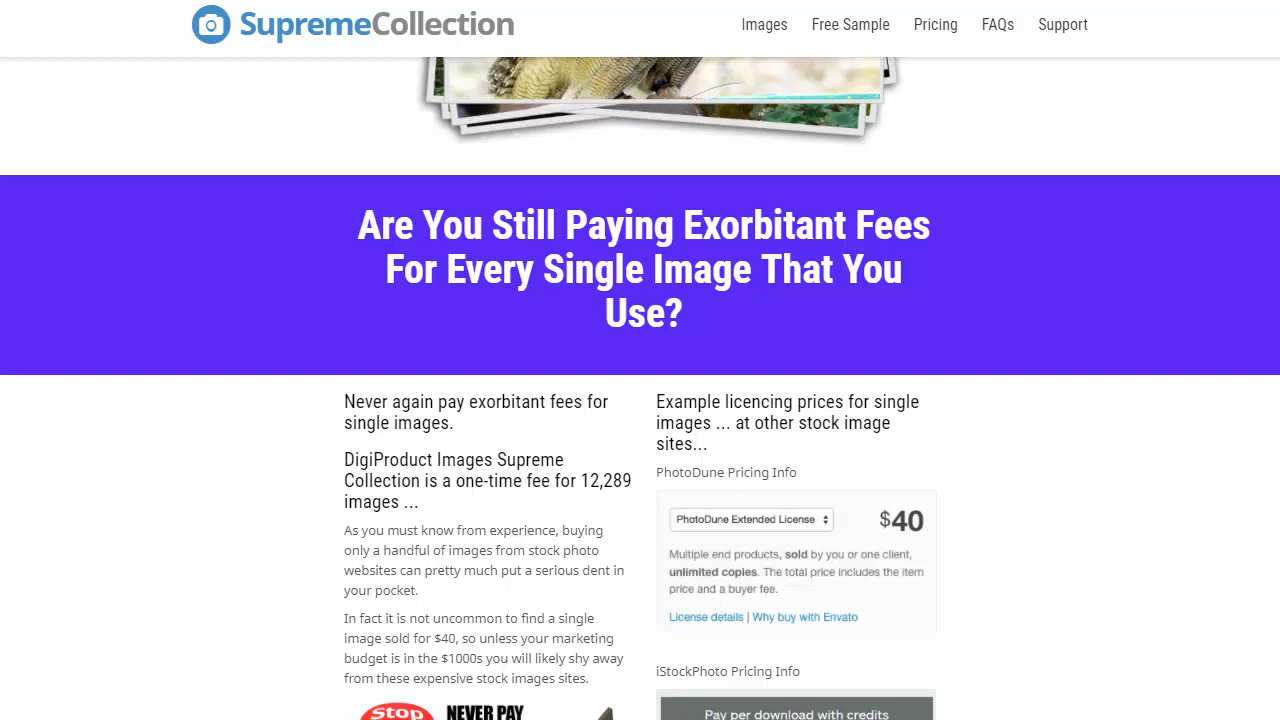 SupremeCollection
Images
Free Sample
Pricing
FAQs
Support
Are You Still Paying Exorbitant Fees
For Every Single Image That You
Use?
Never again pay exorbitant fees for
single images.
DigiProduct Images Supreme
Collection is a one-time fee for 12,289
images ...
As you must know from experience, buying
only a handful of images from stock photo
websites can pretty much put a serious dent in
your pocket.
In fact it is not uncommon to find a single
image sold for $40, so unless your marketing
budget is in the $1000s you will likely shy away
from these expensive stock images sites.
Stop
NEVER PAY
Example licencing prices for single
images ... at other stock image
sites...
PhotoDune Pricing Info
PhotoDune Extended License
$40
Multiple end products, sold by you or one client,
unlimited copies. The total price includes the item
price and a buyer fee.
License details | Why buy with Envato
iStockPhoto Pricing Info
Pay per download with credits